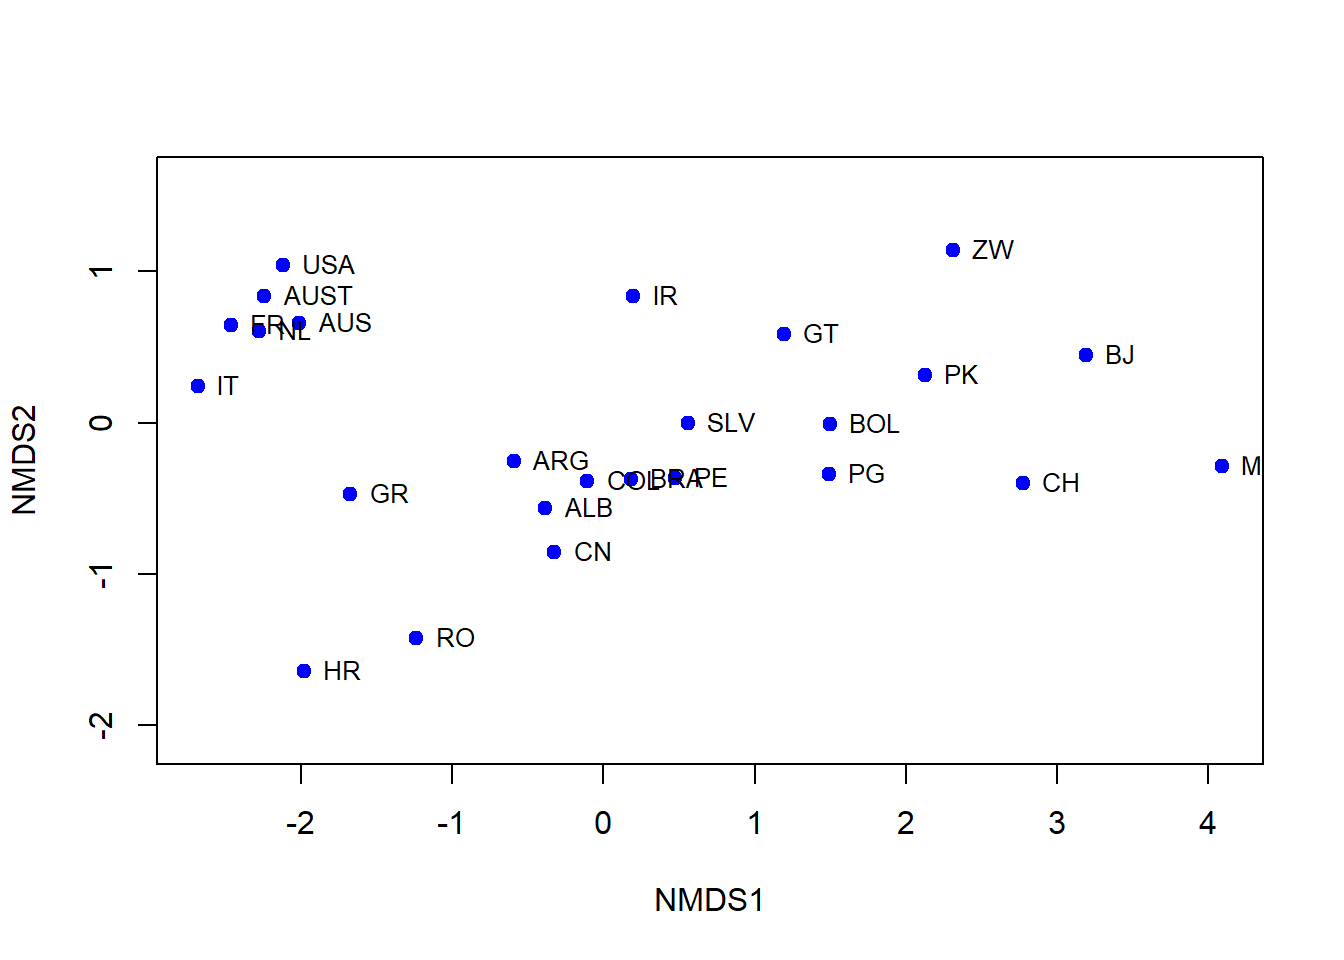 ZW
USA
AUST
IR
FR
NL
AUS
GT
BJ
PK
IT
SLV
BOL
ARG
COL
BRA
PE
PG
M
CH
GR
ALB
CN
RO
HR
1
0
-1
-2
NMDS2
-2
-1
0
1
2
3
4
NMDS1